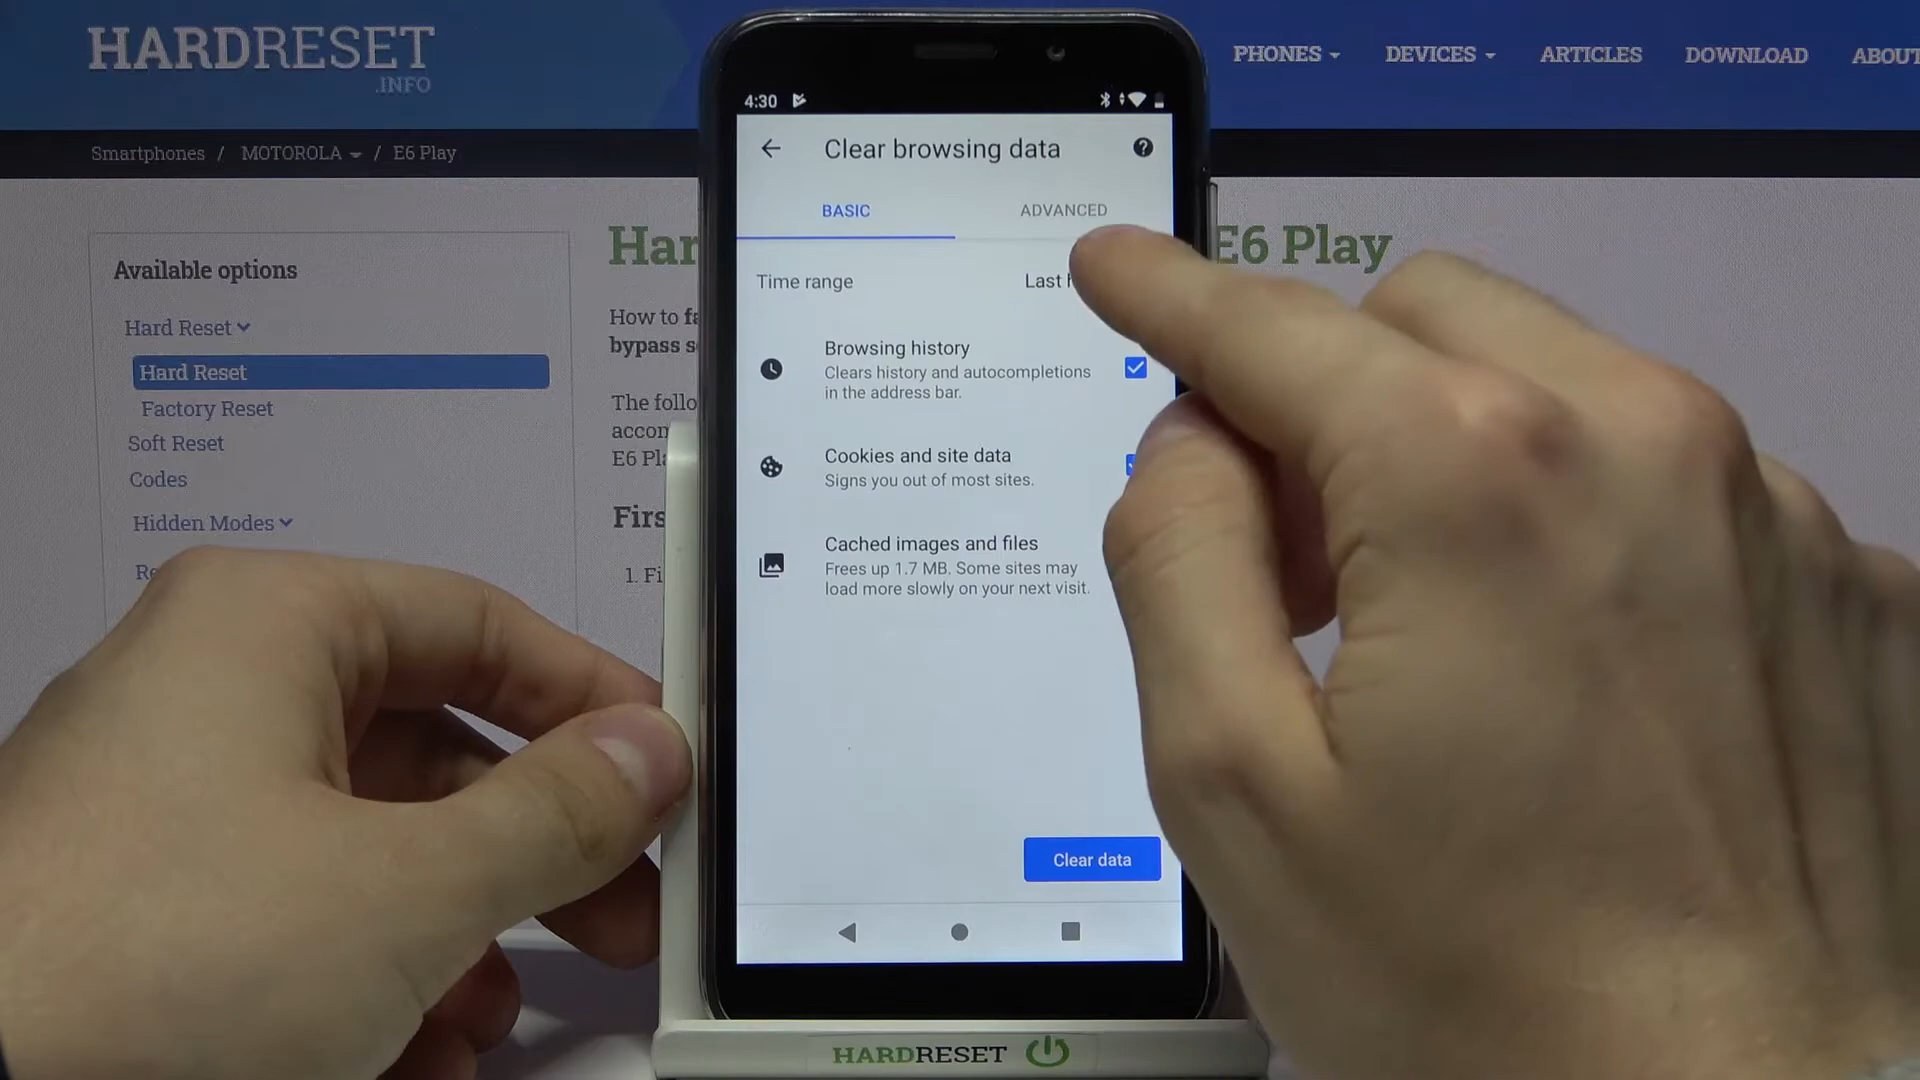 HARDRESET
.INFO
PHONES
DEVICES
ARTICLES
DOWNLOAD
ABOUT
Smartphones / MOTOROLA / E6 Play
Available options
Hard Reset
Hard Reset
Factory Reset
Soft Reset
Codes
Hidden Modes
E6 Play
How to
bypass
The
E6
1.
4:30
Clear browsing data
BASIC
ADVANCED
Time range
Last
Browsing history
Clears history and autocompletions
in the address bar.
Cookies and site data
Signs you out of most sites.
Cached images and files
Frees up 1.7 MB. Some sites may
load more slowly on your next visit.
Clear data
HARDRESET